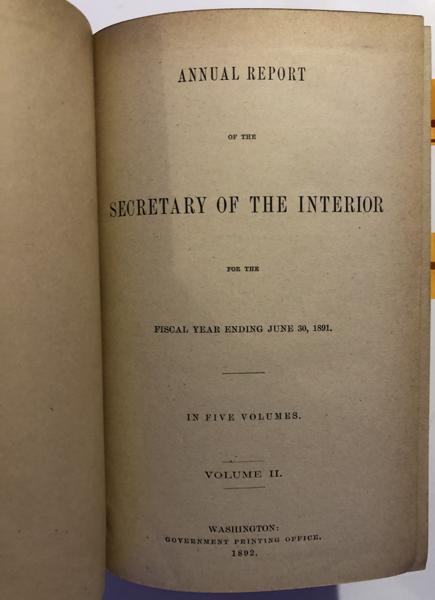 ANNUAL REPORT
OF THE
SECRETARY OF THE INTERIOR
FOR THE
FISCAL YEAR ENDING JUNE 30, 1891.
IN FIVE VOLUMES.
VOLUME II.
WASHINGTON:
GOVERNMENT PRINTING OFFICE.
1892.